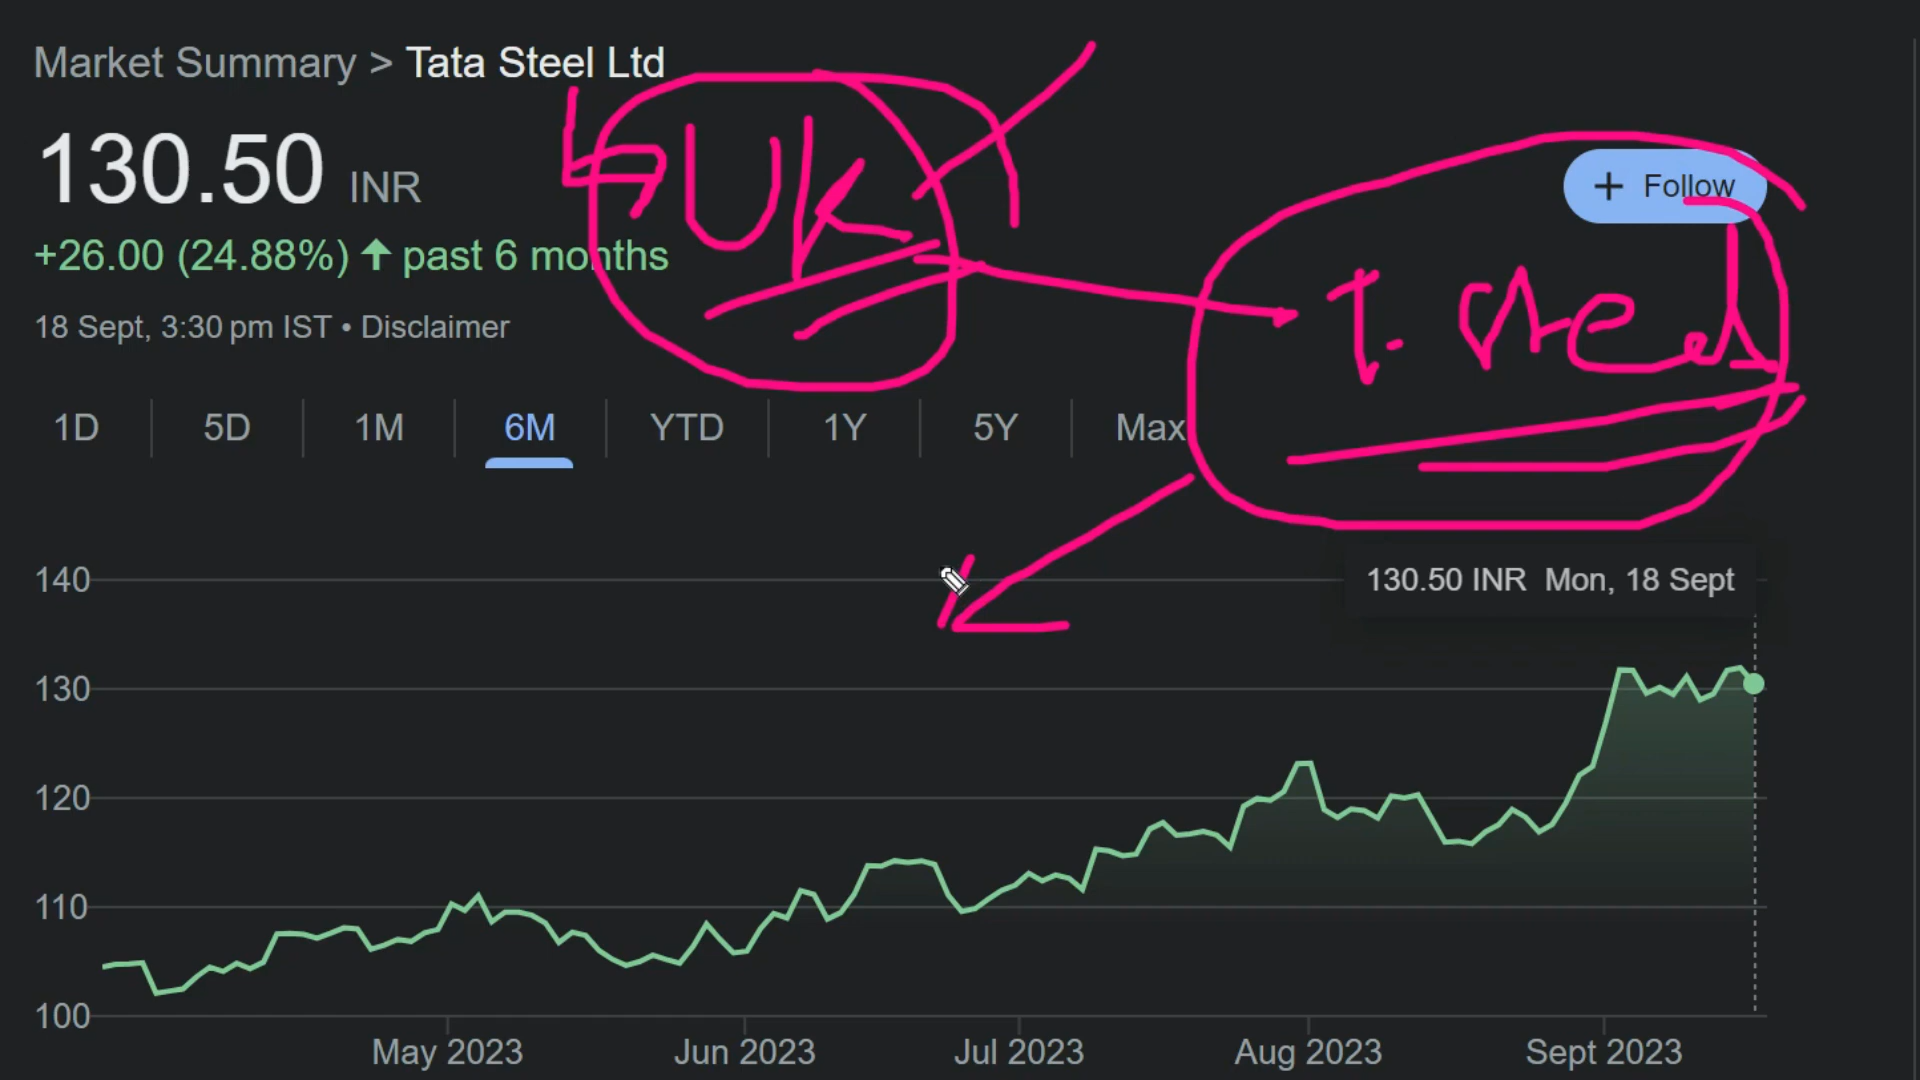 Market Summary > Tata Steel Ltd
130.50 INR
+ Follow
+26.00 (24.88%) ↑ past 6 months
18 Sept, 3:30 pm IST • Disclaimer
Uk
T. Steel
1D 5D 1M 6M YTD 1Y 5Y Max
130.50 INR Mon, 18 Sept
140
130
120
110
100
May 2023 Jun 2023 Jul 2023 Aug 2023 Sept 2023